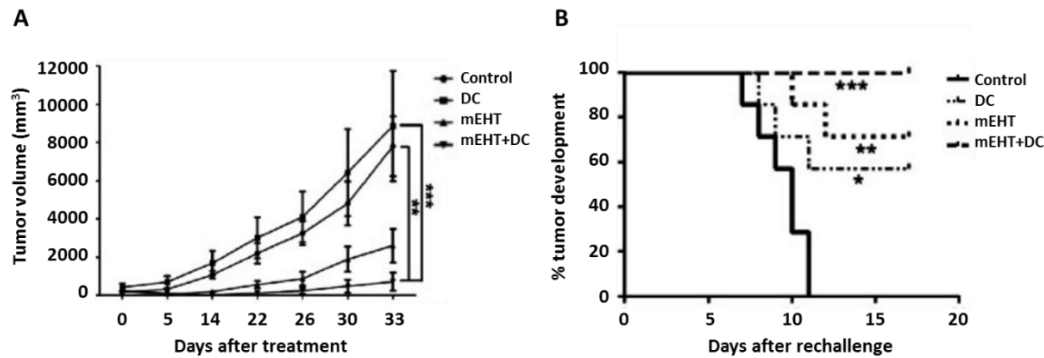 A
Tumor volume (mm³)
12000
10000
8000
6000
4000
2000
0
0 5 14 22 26 30 33
Days after treatment
Control
DC
mEHT
mEHT+DC
**
***
B
% tumor development
100
80
60
40
20
0
0 5 10 15 20
Days after rechallenge
***
**
*
Control
DC
mEHT
mEHT+DC